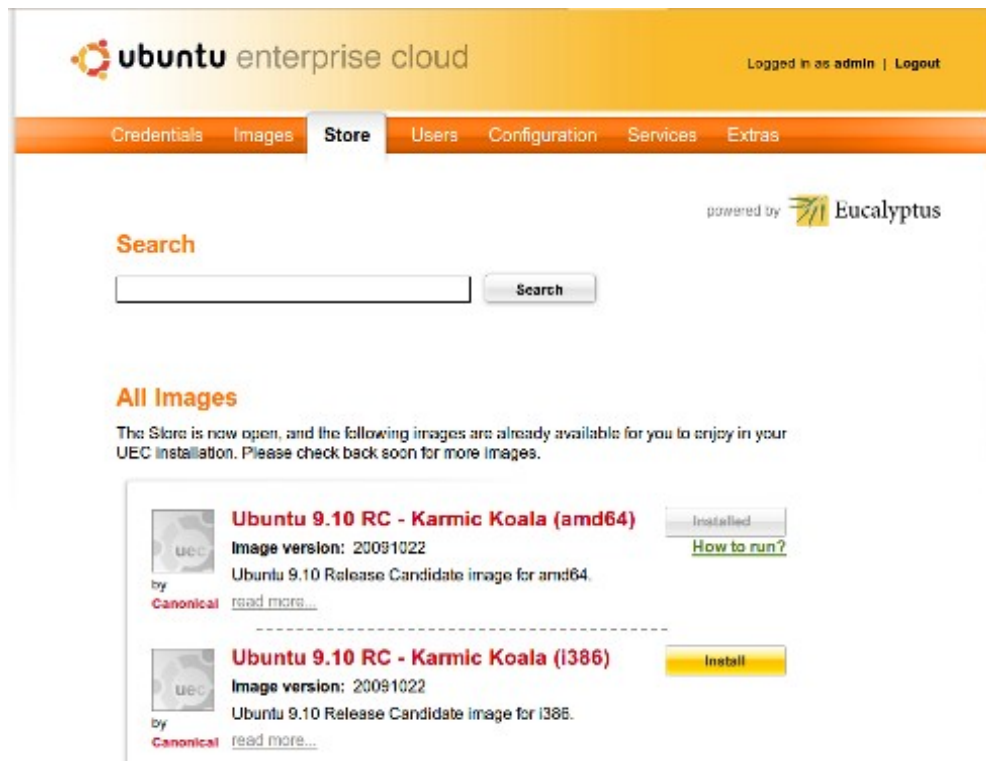 ubuntu enterprise cloud
Logged in as admin | Logout
Credentials Images Store Users Configuration Services Extras
powered by Eucalyptus
Search
Search
All Images
The Store is now open, and the following images are already available for you to enjoy in your
UEC installation. Please check back soon for more images.
Ubuntu 9.10 RC - Karmic Koala (amd64)
Installed
uec
Image version: 20091022
How to run?
Ubuntu 9.10 Release Candidate image for amd64.
by
Canonical
read more...
Ubuntu 9.10 RC - Karmic Koala (i386)
Install
uec
Image version: 20091022
Ubuntu 9.10 Release Candidate image for i386.
by
Canonical
read more...